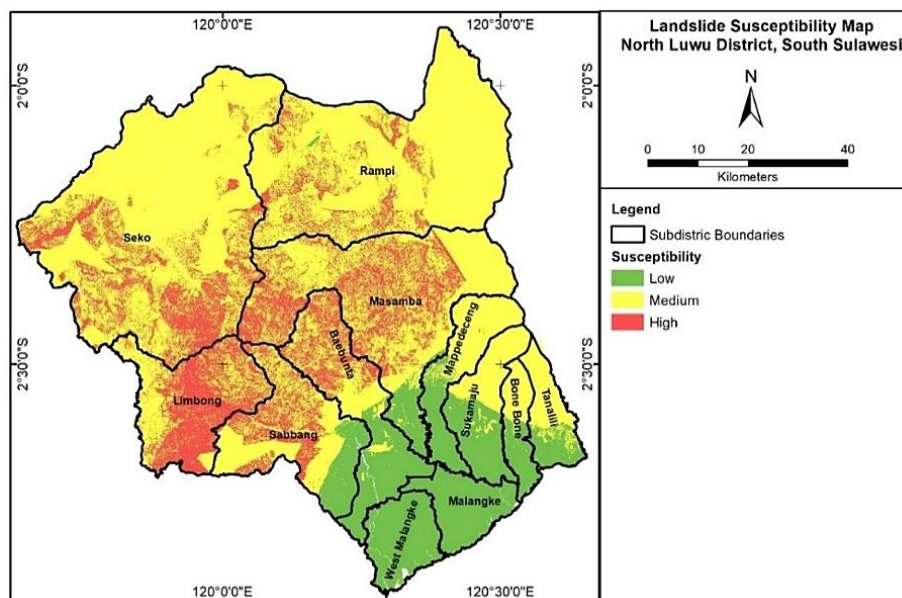 120°0'0"E
120°30'0"E
Landslide Susceptibility Map
North Luwu District, South Sulawesi
N
0 10 20 40
Kilometers
Legend
Subdistric Boundaries
Susceptibility
Low
Medium
High
2°0'0"S
2°0'0"S
Rampi
Seko
Masamba
Baebunta
Mappedeceng
2°30'0"S
2°30'0"S
Limbong
Sabbang
Sukamaju
Bone Bone
Tanalili
Malangke
West Malangke
120°0'0"E
120°30'0"E